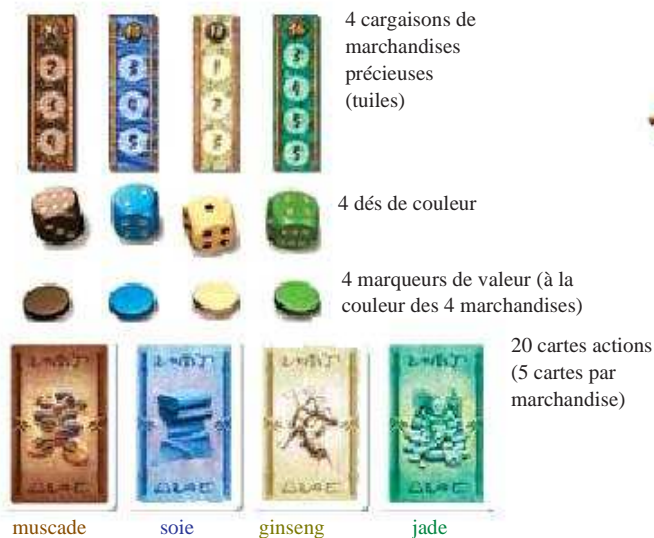 4 cargaisons de
marchandises
précieuses
(tuiles)
4 dés de couleur
4 marqueurs de valeur (à la
couleur des 4 marchandises)
20 cartes actions
(5 cartes par
marchandise)
muscade soie ginseng jade